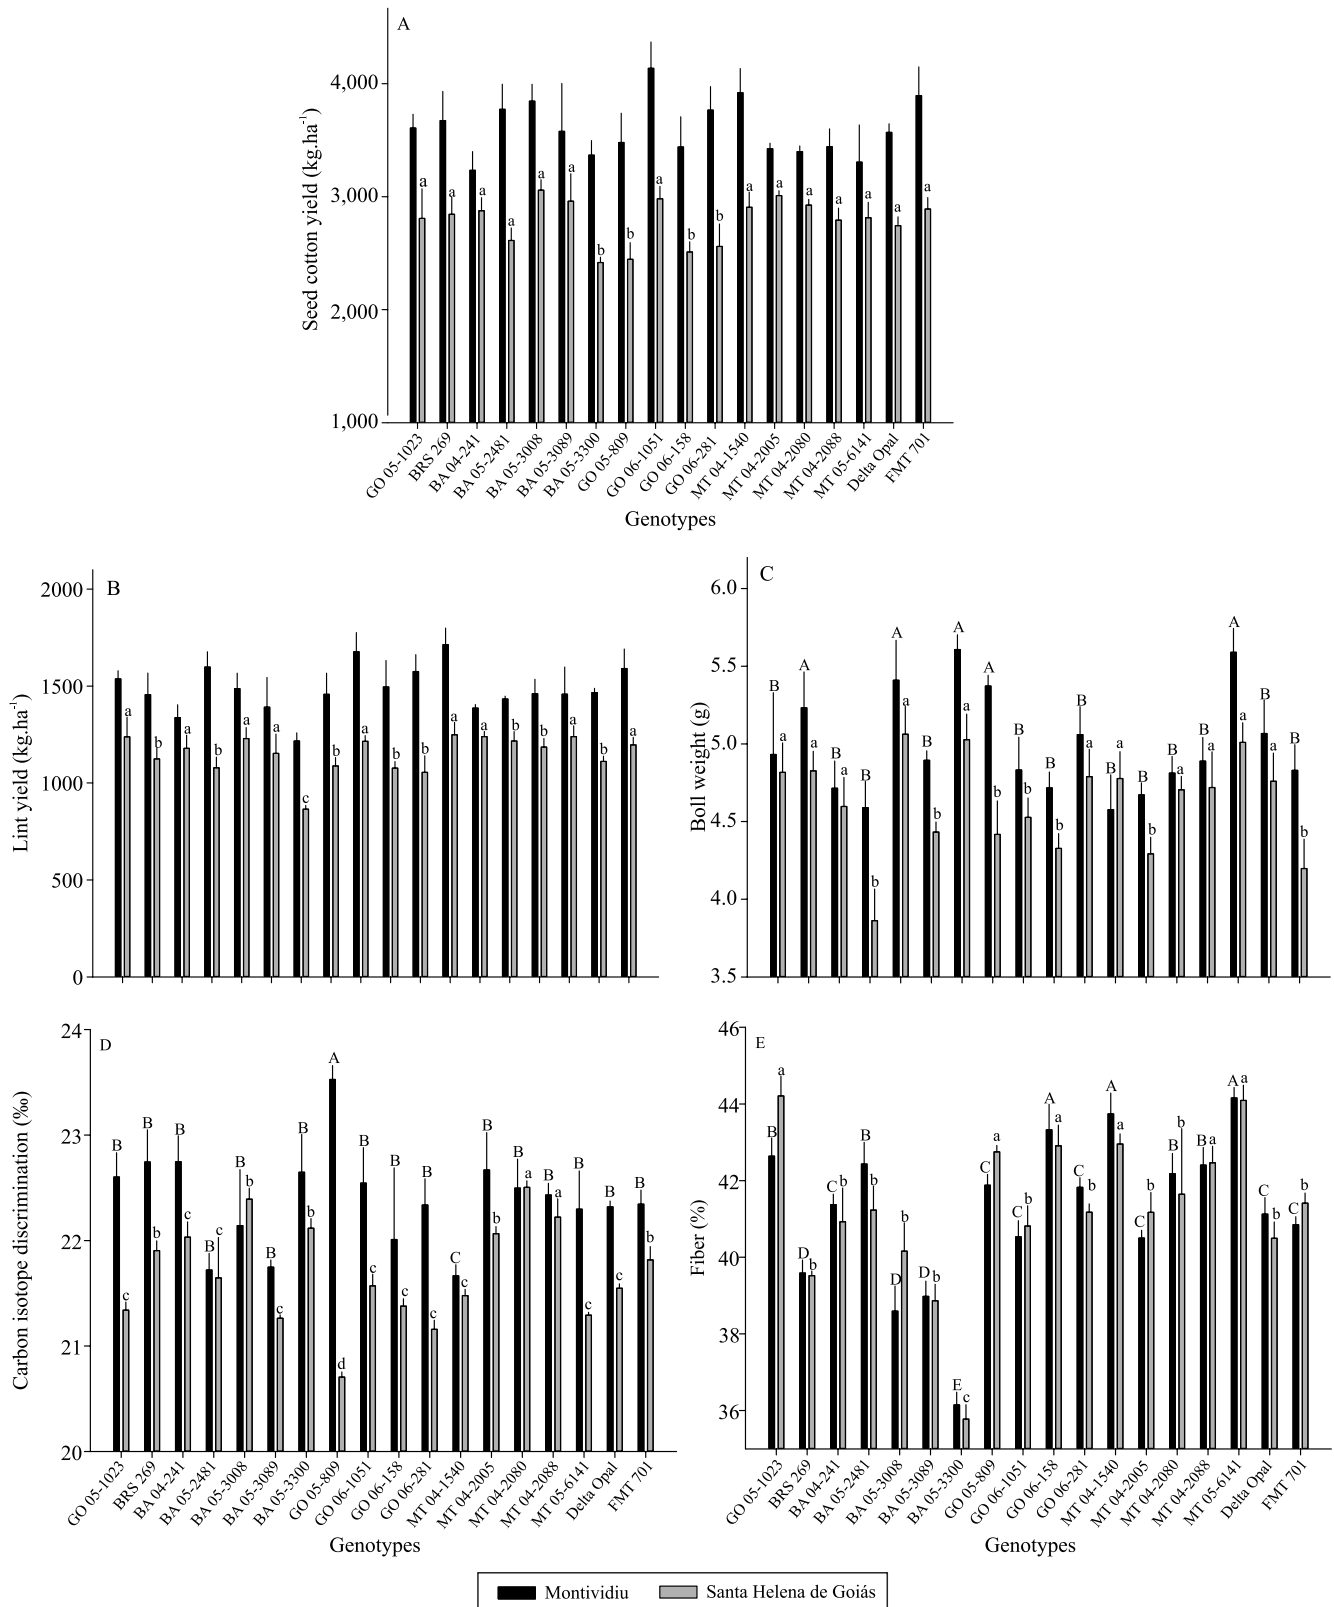 A
Seed cotton yield (kg.ha⁻¹)
4,000
3,000
2,000
1,000
a a a a a a b b a b b a a a a a a a
GO 05-1023
BRS 269
BA 04-241
BA 05-2481
BA 05-3008
BA 05-3089
BA 05-3300
GO 05-809
GO 06-1051
GO 06-158
GO 06-281
MT 04-1540
MT 04-2005
MT 04-2080
MT 04-2088
MT 05-6141
Delta Opal
FMT 701
Genotypes
B
Lint yield (kg.ha⁻¹)
2000
1500
1000
500
0
a b a b a a c b a b b a a b b a b a
C
Boll weight (g)
6.0
5.5
5.0
4.5
4.0
3.5
B a A a B a B b A a B b A a A b B b B b B a B a B b B a B a A a B a B b
D
Carbon isotope discrimination (‰)
24
23
22
21
20
B c B b B c B c B b B c B b A d B c B c B c C c B b B a B a B c B c B b
GO 05-1023
BRS 269
BA 04-241
BA 05-2481
BA 05-3008
BA 05-3089
BA 05-3300
GO 05-809
GO 06-1051
GO 06-158
GO 06-281
MT 04-1540
MT 04-2005
MT 04-2080
MT 04-2088
MT 05-6141
Delta Opal
FMT 701
Genotypes
E
Fiber (%)
46
44
42
40
38
36
B a D b C b B b D b D b E c C a C b A a C b A a C b B b B a A a C b C b
GO 05-1023
BRS 269
BA 04-241
BA 05-2481
BA 05-3008
BA 05-3089
BA 05-3300
GO 05-809
GO 06-1051
GO 06-158
GO 06-281
MT 04-1540
MT 04-2005
MT 04-2080
MT 04-2088
MT 05-6141
Delta Opal
FMT 701
Genotypes
Montividiu Santa Helena de Goiás